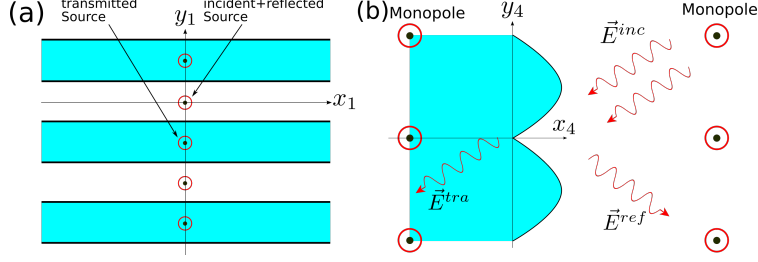 (a)
transmitted
Source
y₁
incident+reflected
Source
x₁
(b)
Monopole
y₄
Monopole
E⃗ⁱⁿᶜ
x₄
E⃗ᵗʳᵃ
E⃗ʳᵉᶠ